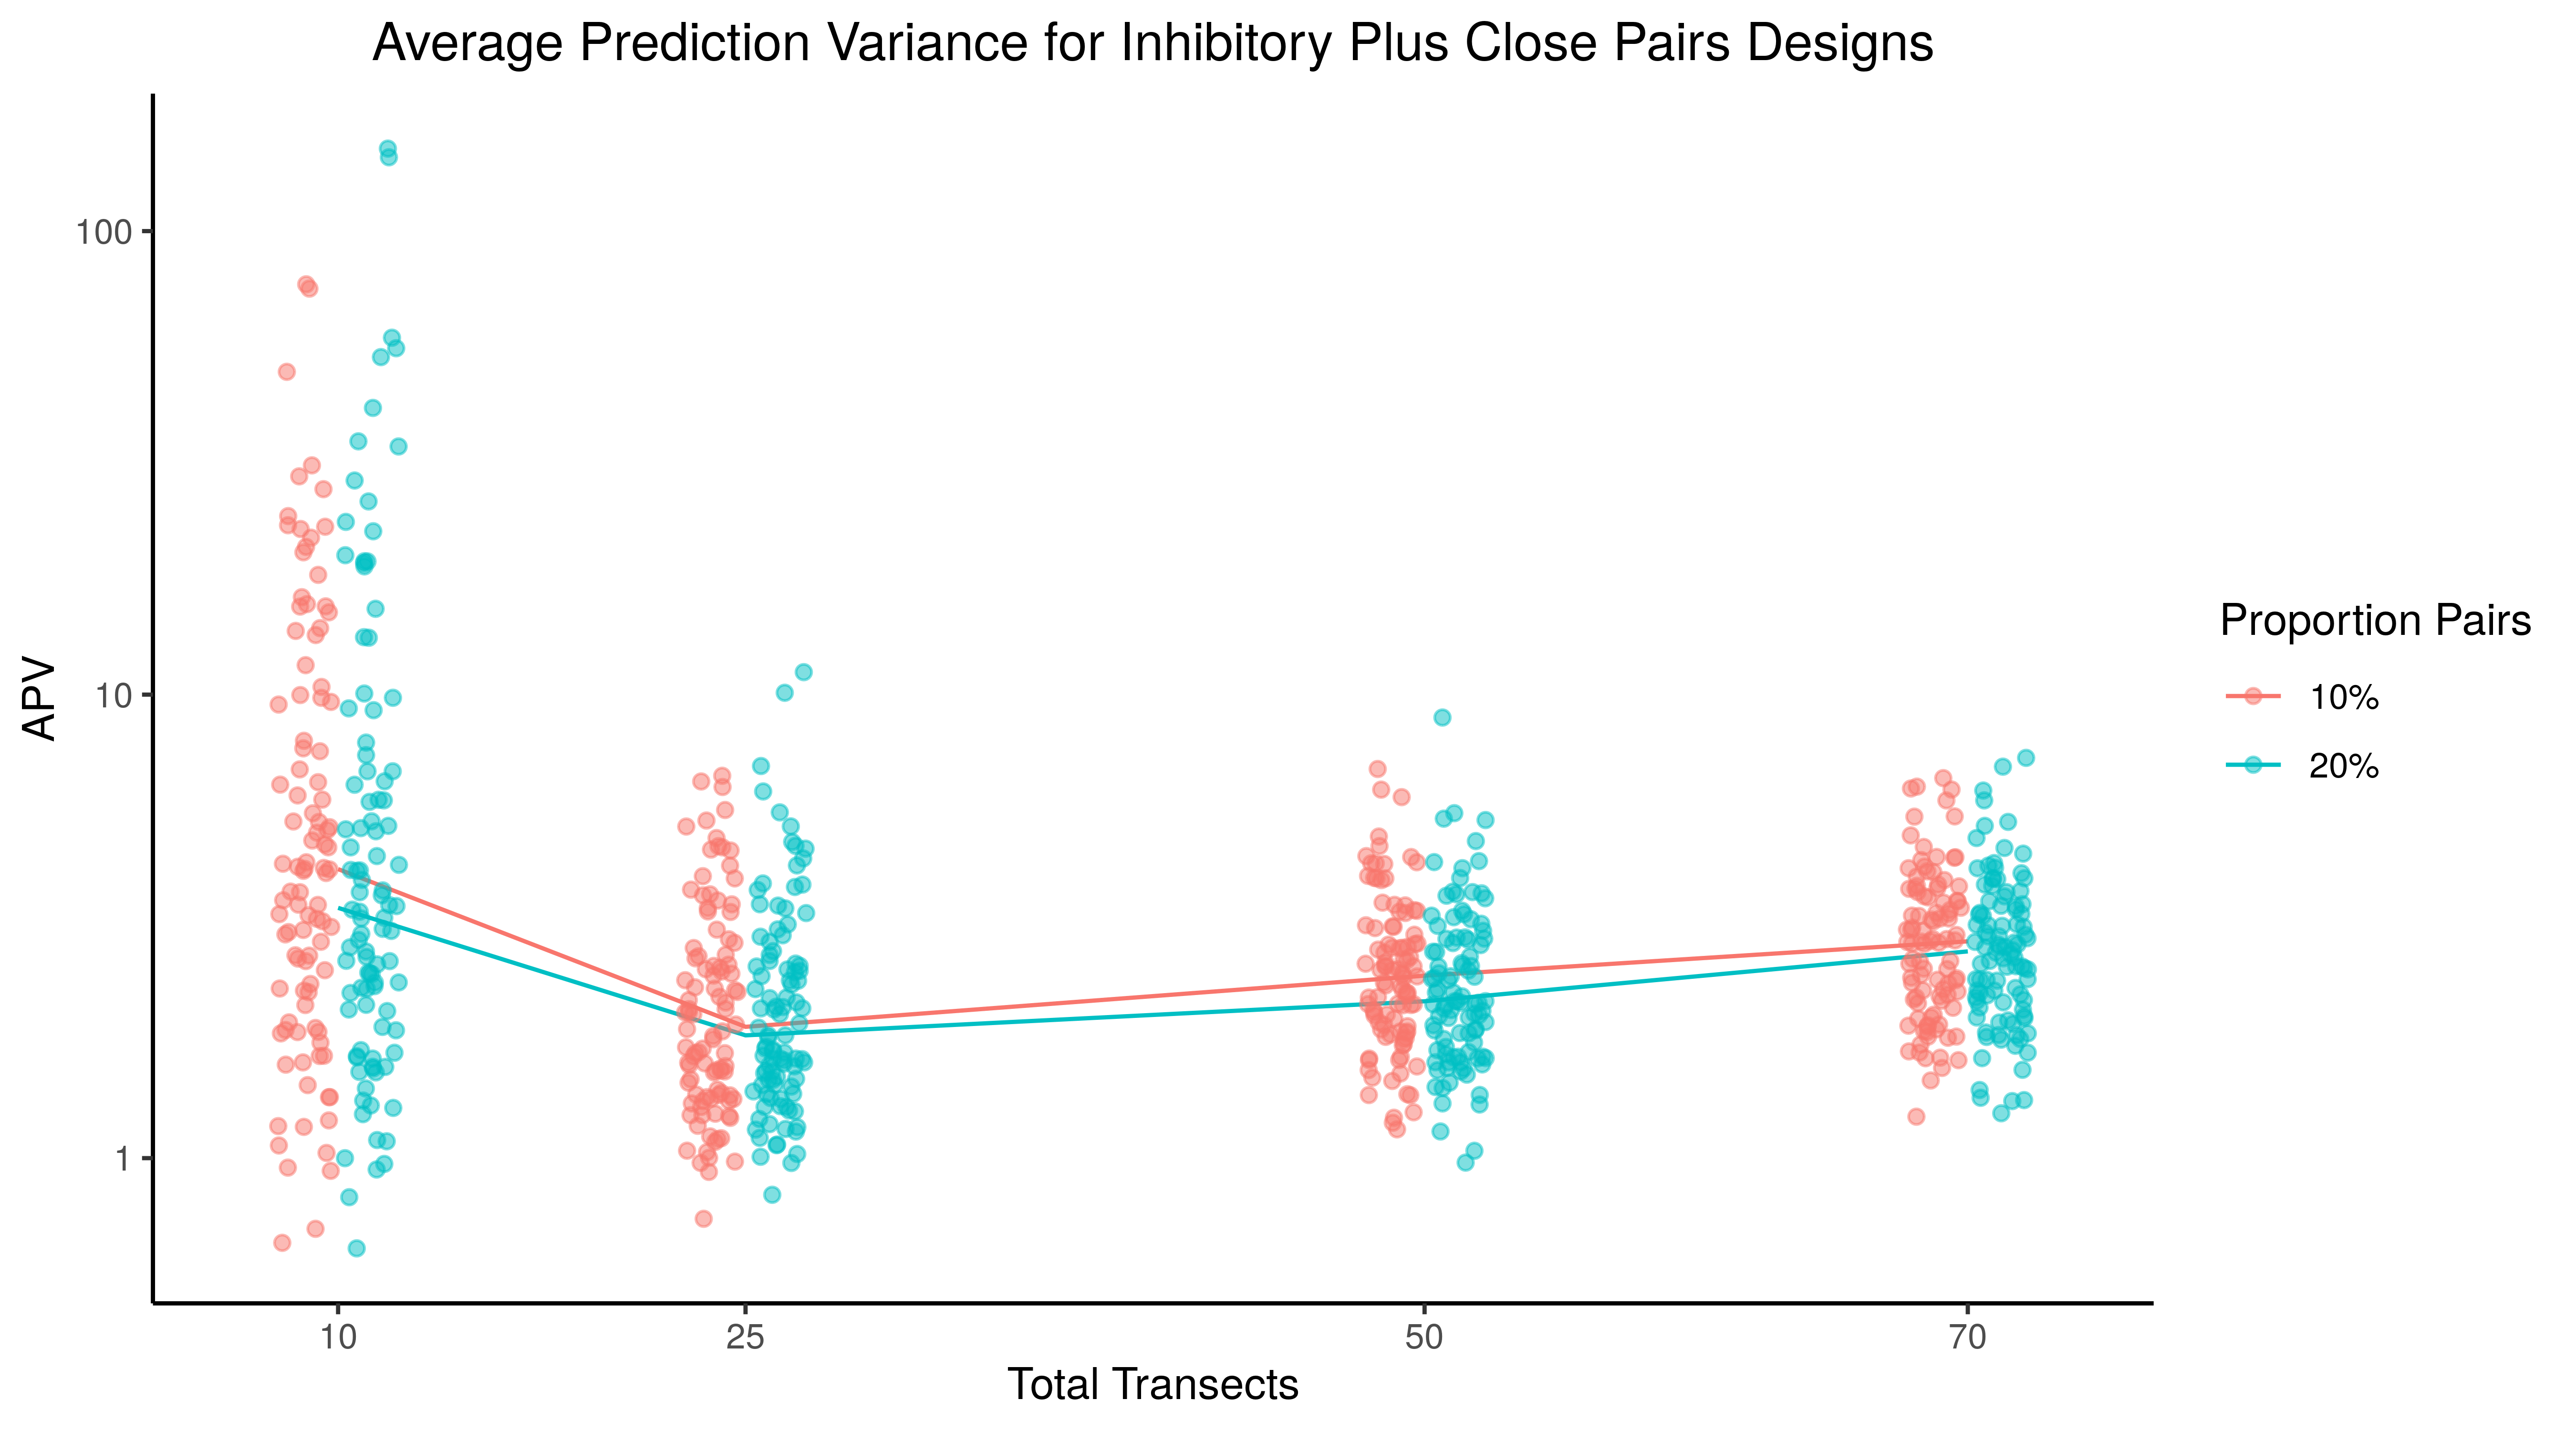 Average Prediction Variance for Inhibitory Plus Close Pairs Designs
APV
100
10
1
10 25 50 70
Total Transects
Proportion Pairs
10%
20%